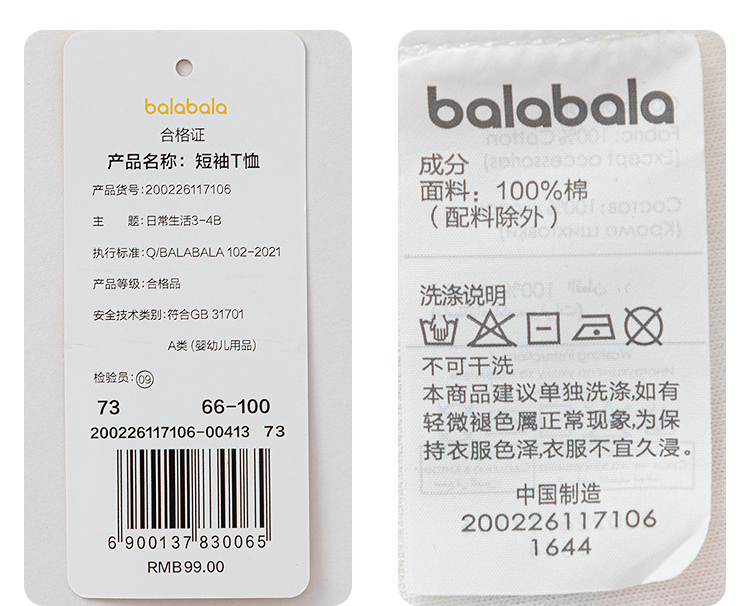 balabala
合格证
产品名称：短袖T恤
产品货号:200226117106
主 题:日常生活3-4B
执行标准:Q/BALABALA 102-2021
产品等级:合格品
安全技术类别:符合GB 31701
A类 (婴幼儿用品)
检验员:09
73 66-100
200226117106-00413 73
6 900137 830065
RMB99.00
balabala
成分
面料：100%棉
（配料除外）
洗涤说明
不可干洗
本商品建议单独洗涤,如有
轻微褪色属正常现象,为保
持衣服色泽,衣服不宜久浸。
中国制造
200226117106
1644